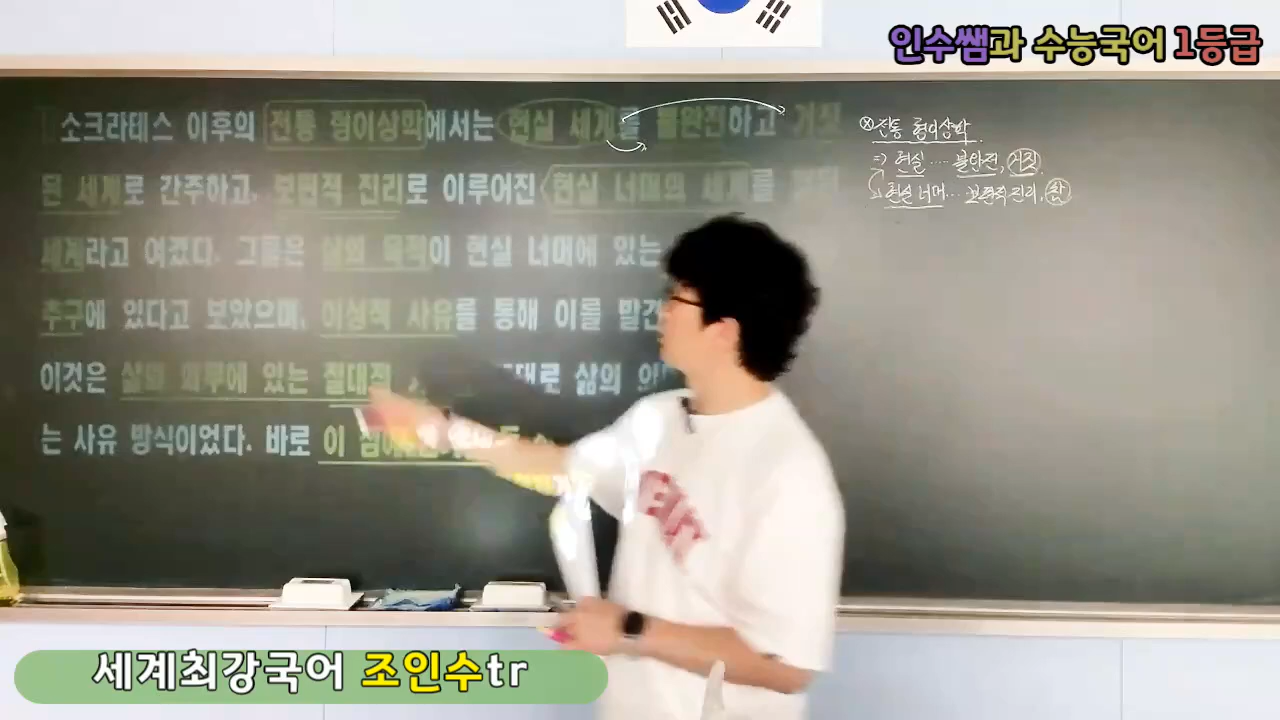 인수쌤과 수능국어 1등급
소크라테스 이후의 전통 형이상학에서는 현실 세계를 불완전하고 거짓
된 세계로 간주하고, 보편적 진리로 이루어진 현실 너머의 세계를
세계라고 여겼다. 그들은 삶의 목적이 현실 너머에 있는
추구에 있다고 보았으며, 이성적 사유를 통해 이를 발견
이것은 삶의 외부에 있는 절대적 삶의
는 사유 방식이었다. 바로 이 점에서
전통 형이상학
⇒ 현실 ···· 불완전, 거짓
현실 너머 ··· 보편적 진리, 참
세계최강국어 조인수tr